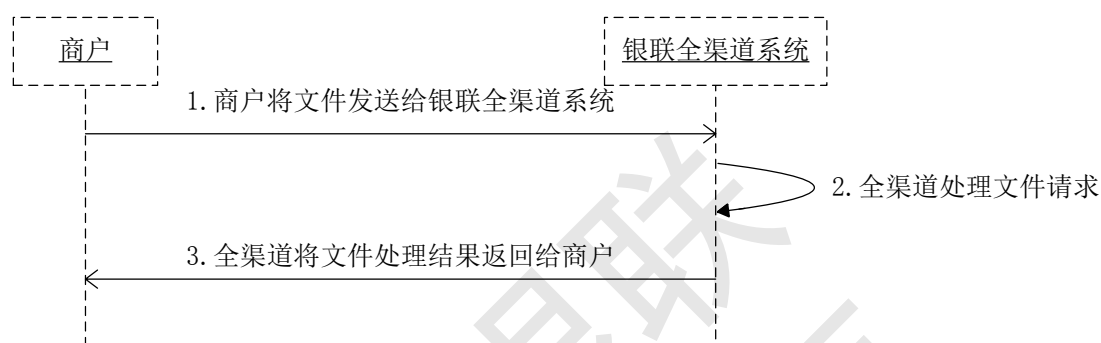 商户
银联全渠道系统
1.商户将文件发送给银联全渠道系统
2.全渠道处理文件请求
3.全渠道将文件处理结果返回给商户